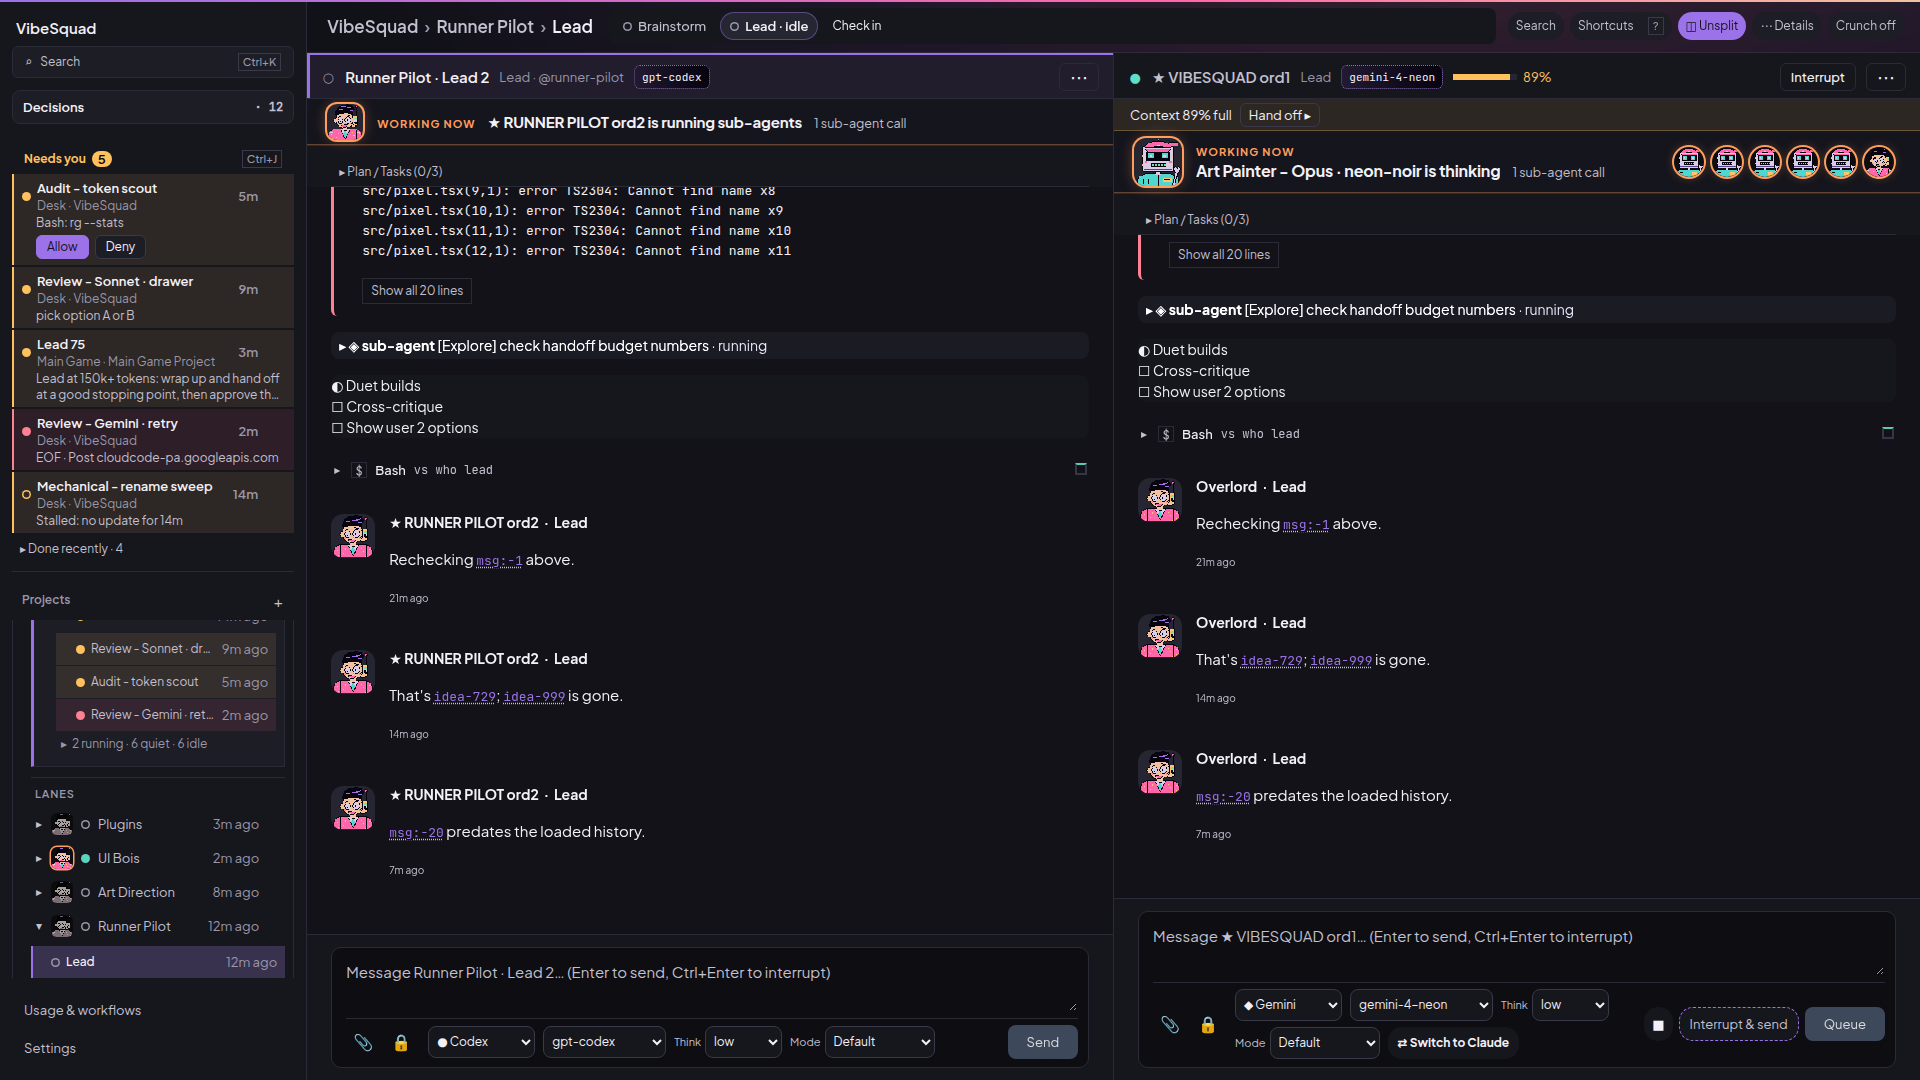 VibeSquad
Search Ctrl+K
Decisions · 12
Needs you 5 Ctrl+J
Audit - token scout 5m
Desk · VibeSquad
Bash: rg --stats
Allow Deny
Review - Sonnet · drawer 9m
Desk · VibeSquad
pick option A or B
Lead 75 3m
Main Game · Main Game Project
Lead at 150k+ tokens: wrap up and hand off
at a good stopping point, then approve th…
Review - Gemini · retry 2m
Desk · VibeSquad
EOF · Post cloudcode-pa.googleapis.com
Mechanical - rename sweep 14m
Desk · VibeSquad
Stalled: no update for 14m
▸ Done recently · 4
Projects +
Review - Sonnet · dr… 9m ago
Audit - token scout 5m ago
Review - Gemini · ret… 2m ago
▸ 2 running · 6 quiet · 6 idle
LANES
▸ Plugins 3m ago
▸ UI Bois 2m ago
▸ Art Direction 8m ago
▾ Runner Pilot 12m ago
Lead 12m ago
Usage & workflows
Settings
VibeSquad › Runner Pilot › Lead
Brainstorm
Lead · Idle
Check in
Search
Shortcuts ?
Unsplit
⋯ Details
Crunch off
Runner Pilot · Lead 2 Lead · @runner-pilot gpt-codex ⋯
WORKING NOW ★ RUNNER PILOT ord2 is running sub-agents 1 sub-agent call
▸ Plan / Tasks (0/3)
src/pixel.tsx(9,1): error TS2304: Cannot find name x8
src/pixel.tsx(10,1): error TS2304: Cannot find name x9
src/pixel.tsx(11,1): error TS2304: Cannot find name x10
src/pixel.tsx(12,1): error TS2304: Cannot find name x11
Show all 20 lines
▸ ◈ sub-agent [Explore] check handoff budget numbers · running
◐ Duet builds
☐ Cross-critique
☐ Show user 2 options
▸ $ Bash vs who lead
★ RUNNER PILOT ord2 · Lead
Rechecking msg:-1 above.
21m ago
★ RUNNER PILOT ord2 · Lead
That's idea-729; idea-999 is gone.
14m ago
★ RUNNER PILOT ord2 · Lead
msg:-20 predates the loaded history.
7m ago
Message Runner Pilot · Lead 2… (Enter to send, Ctrl+Enter to interrupt)
● Codex gpt-codex Think low Mode Default Send
★ VIBESQUAD ord1 Lead gemini-4-neon 89% Interrupt ⋯
Context 89% full Hand off ▸
WORKING NOW
Art Painter - Opus · neon-noir is thinking 1 sub-agent call
▸ Plan / Tasks (0/3)
Show all 20 lines
▸ ◈ sub-agent [Explore] check handoff budget numbers · running
◐ Duet builds
☐ Cross-critique
☐ Show user 2 options
▸ $ Bash vs who lead
Overlord · Lead
Rechecking msg:-1 above.
21m ago
Overlord · Lead
That's idea-729; idea-999 is gone.
14m ago
Overlord · Lead
msg:-20 predates the loaded history.
7m ago
Message ★ VIBESQUAD ord1… (Enter to send, Ctrl+Enter to interrupt)
◆ Gemini gemini-4-neon Think low
Mode Default ⇄ Switch to Claude
Interrupt & send Queue